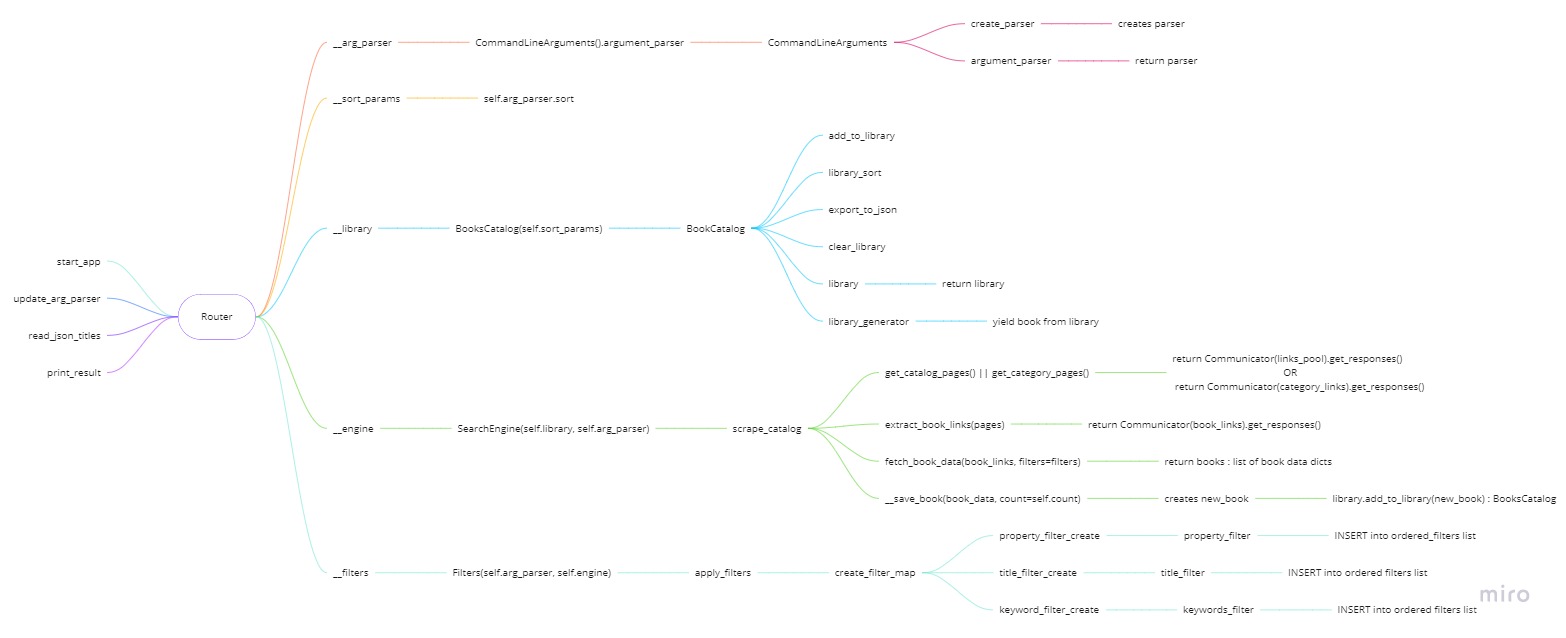 create_parser
creates parser
__arg_parser
CommandLineArguments().argument_parser
CommandLineArguments
argument_parser
return parser
__sort_params
self.arg_parser.sort
add_to_library
library_sort
export_to_json
__library
BooksCatalog(self.sort_params)
BookCatalog
clear_library
library
return library
library_generator
yield book from library
start_app
update_arg_parser
Router
read_json_titles
print_result
get_catalog_pages() || get_category_pages()
return Communicator(links_pool).get_responses()
OR
return Communicator(category_links).get_responses()
__engine
SearchEngine(self.library, self.arg_parser)
scrape_catalog
extract_book_links(pages)
return Communicator(book_links).get_responses()
fetch_book_data(book_links, filters=filters)
return books : list of book data dicts
__save_book(book_data, count=self.count)
creates new_book
library.add_to_library(new_book) : BooksCatalog
property_filter_create
property_filter
INSERT into ordered_filters list
__filters
Filters(self.arg_parser, self.engine)
apply_filters
create_filter_map
title_filter_create
title_filter
INSERT into ordered filters list
keyword_filter_create
keywords_filter
INSERT into ordered filters list
miro